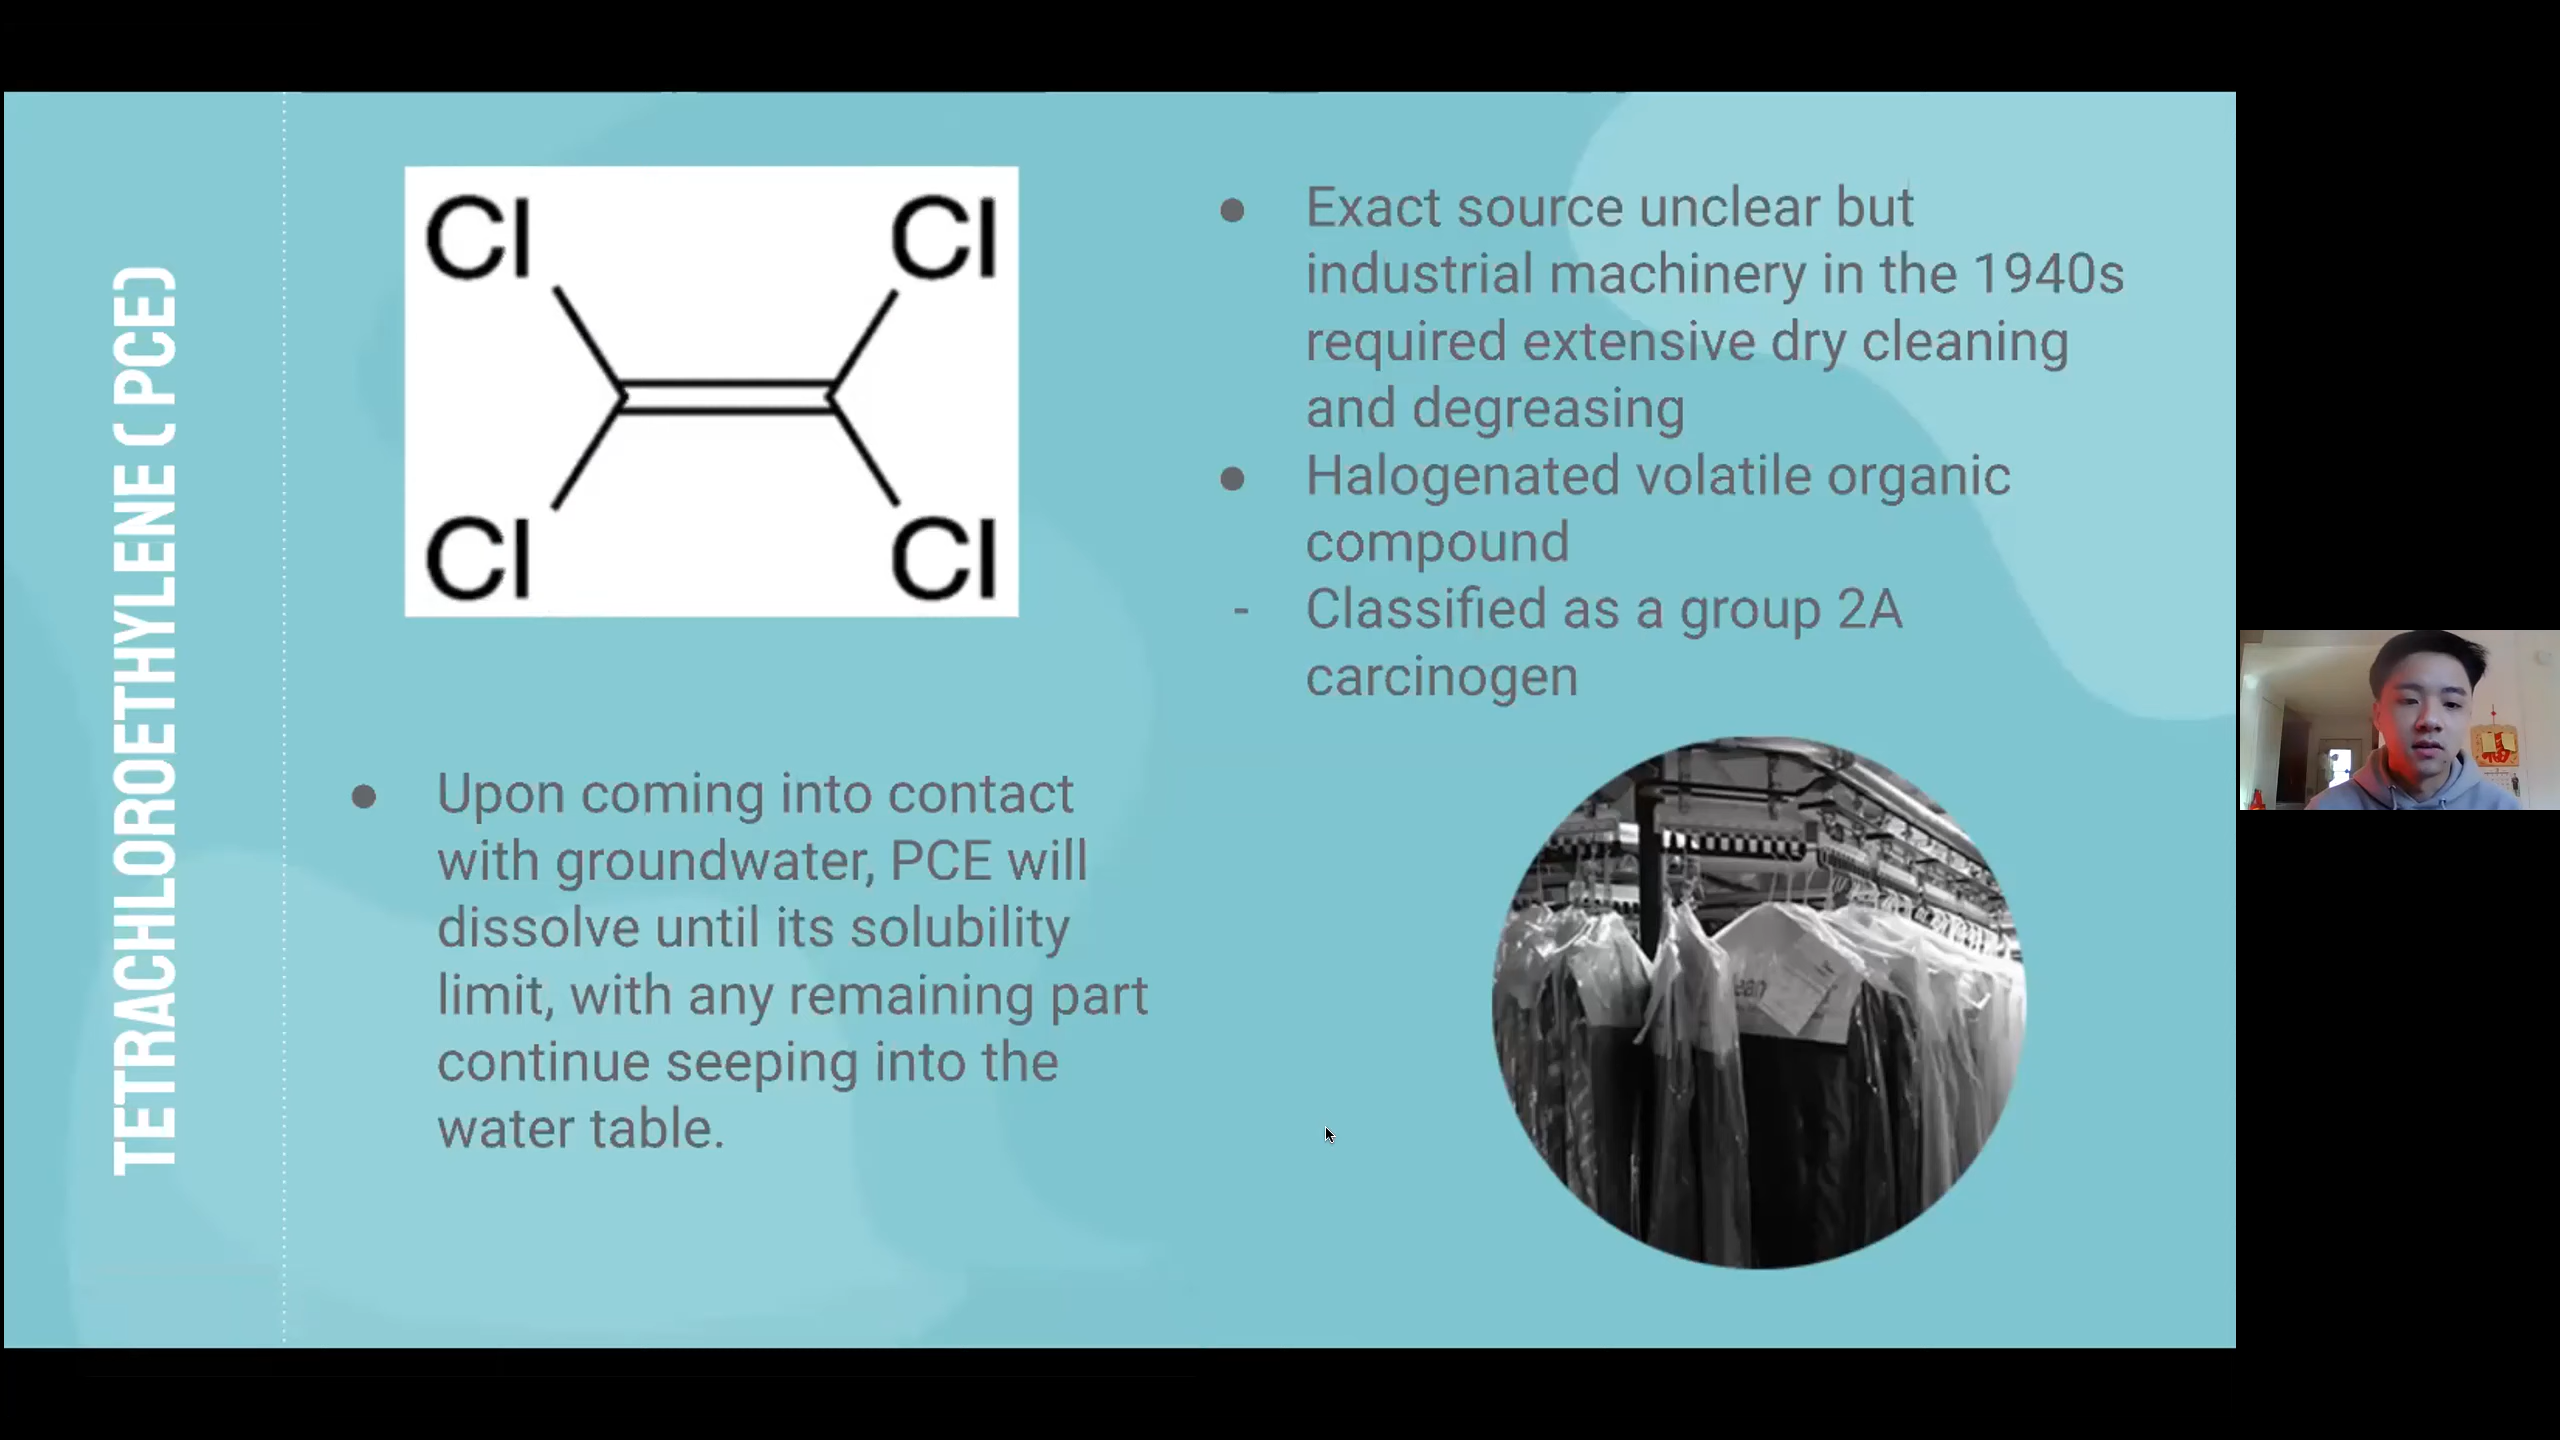 TETRACHLOROETHYLENE ( PCE)
Cl Cl
Cl Cl
● Upon coming into contact
with groundwater, PCE will
dissolve until its solubility
limit, with any remaining part
continue seeping into the
water table.
● Exact source unclear but
industrial machinery in the 1940s
required extensive dry cleaning
and degreasing
● Halogenated volatile organic
compound
- Classified as a group 2A
carcinogen